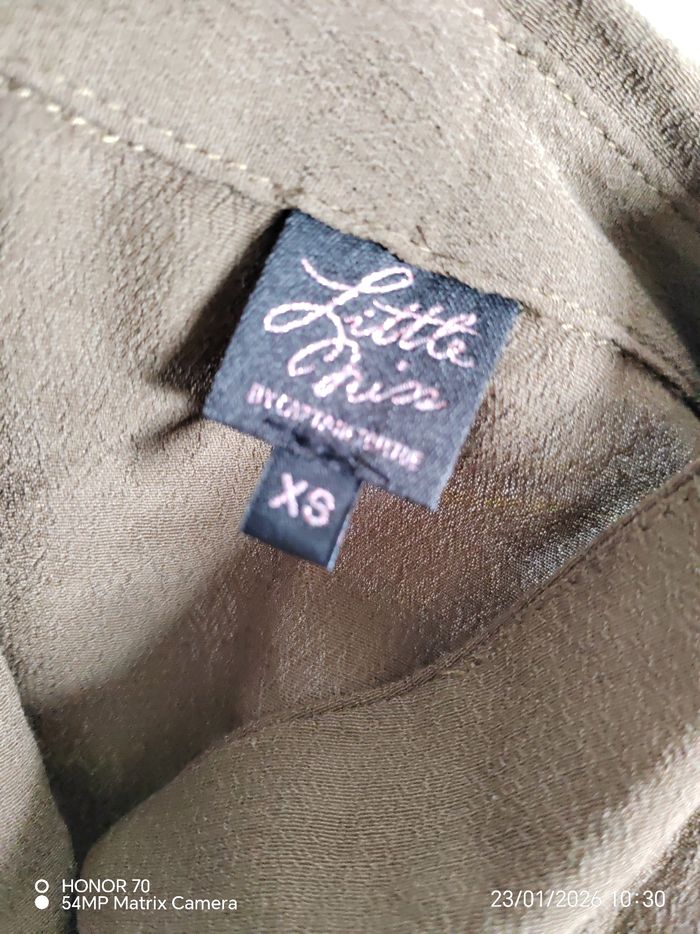 Little
Miss
BY CAPTAIN TORTUE
XS
HONOR 70
54MP Matrix Camera
23/01/2026 10:30